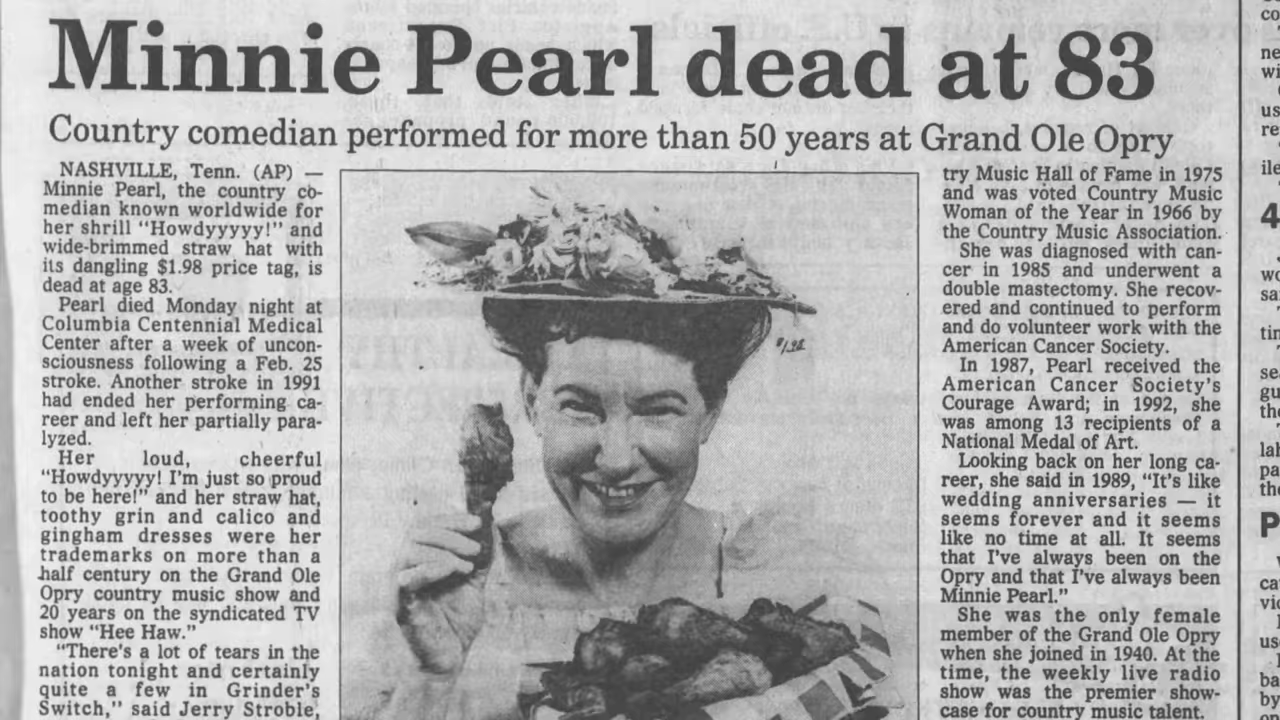 Minnie Pearl dead at 83
Country comedian performed for more than 50 years at Grand Ole Opry
NASHVILLE, Tenn. (AP) —
Minnie Pearl, the country co-
median known worldwide for
her shrill "Howdyyyyy!" and
wide-brimmed straw hat with
its dangling $1.98 price tag, is
dead at age 83.
Pearl died Monday night at
Columbia Centennial Medical
Center after a week of uncon-
sciousness following a Feb. 25
stroke. Another stroke in 1991
had ended her performing ca-
reer and left her partially para-
lyzed.
Her loud, cheerful
"Howdyyyyy! I'm just so proud
to be here!" and her straw hat,
toothy grin and calico and
gingham dresses were her
trademarks on more than a
half century on the Grand Ole
Opry country music show and
20 years on the syndicated TV
show "Hee Haw."
"There's a lot of tears in the
nation tonight and certainly
quite a few in Grinder's
Switch," said Jerry Stroble,
$1.98
try Music Hall of Fame in 1975
and was voted Country Music
Woman of the Year in 1966 by
the Country Music Association.
She was diagnosed with can-
cer in 1985 and underwent a
double mastectomy. She recov-
ered and continued to perform
and do volunteer work with the
American Cancer Society.
In 1987, Pearl received the
American Cancer Society's
Courage Award; in 1992, she
was among 13 recipients of a
National Medal of Art.
Looking back on her long ca-
reer, she said in 1989, "It's like
wedding anniversaries — it
seems forever and it seems
like no time at all. It seems
that I've always been on the
Opry and that I've always been
Minnie Pearl."
She was the only female
member of the Grand Ole Opry
when she joined in 1940. At the
time, the weekly live radio
show was the premier show-
case for country music talent.